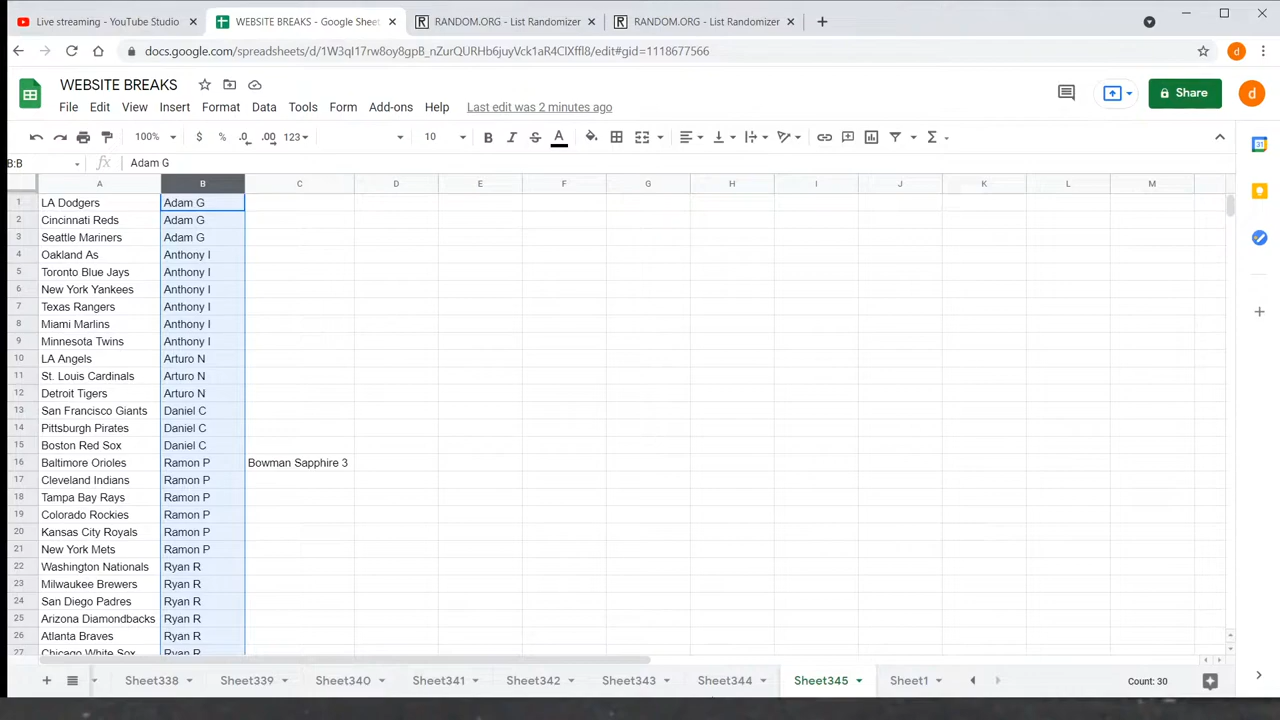 Live streaming - YouTube Studio
WEBSITE BREAKS - Google Sheet
RANDOM.ORG - List Randomizer
RANDOM.ORG - List Randomizer
docs.google.com/spreadsheets/d/1W3qI17rw8oy8gpB_nZurQURHb6juyVck1aR4ClXffl8/edit#gid=1118677566
d
WEBSITE BREAKS
File Edit View Insert Format Data Tools Form Add-ons Help Last edit was 2 minutes ago
Share
d
100% $ % .0 .00 123 10 B I S A
B:B fx Adam G
A B C D E F G H I J K L M
1 LA Dodgers Adam G
2 Cincinnati Reds Adam G
3 Seattle Mariners Adam G
4 Oakland As Anthony I
5 Toronto Blue Jays Anthony I
6 New York Yankees Anthony I
7 Texas Rangers Anthony I
8 Miami Marlins Anthony I
9 Minnesota Twins Anthony I
10 LA Angels Arturo N
11 St. Louis Cardinals Arturo N
12 Detroit Tigers Arturo N
13 San Francisco Giants Daniel C
14 Pittsburgh Pirates Daniel C
15 Boston Red Sox Daniel C
16 Baltimore Orioles Ramon P Bowman Sapphire 3
17 Cleveland Indians Ramon P
18 Tampa Bay Rays Ramon P
19 Colorado Rockies Ramon P
20 Kansas City Royals Ramon P
21 New York Mets Ramon P
22 Washington Nationals Ryan R
23 Milwaukee Brewers Ryan R
24 San Diego Padres Ryan R
25 Arizona Diamondbacks Ryan R
26 Atlanta Braves Ryan R
27 Chicago White Sox Ryan R
Sheet338 Sheet339 Sheet340 Sheet341 Sheet342 Sheet343 Sheet344 Sheet345 Sheet1 Count: 30